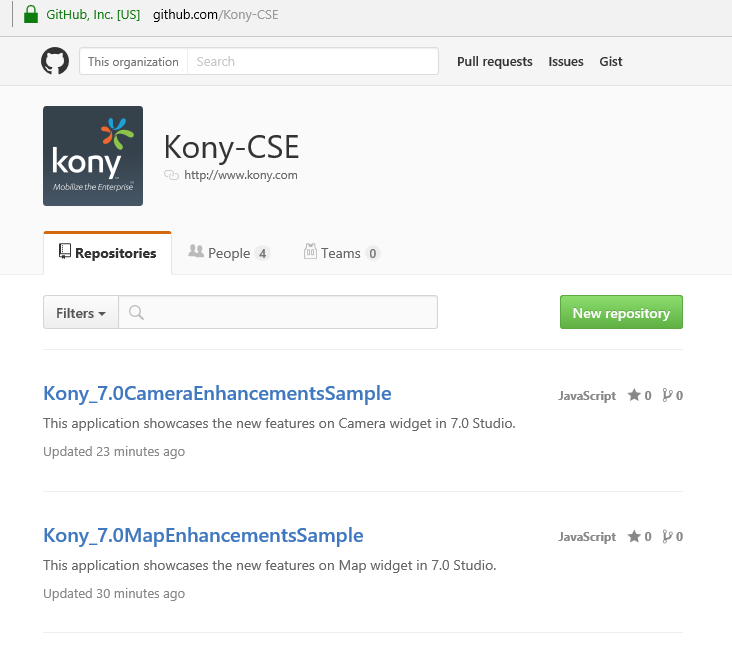 GitHub, Inc. [US] github.com/Kony-CSE
This organization Search Pull requests Issues Gist
kony™
Mobilize the Enterprise™
Kony-CSE
http://www.kony.com
Repositories People 4 Teams 0
Filters New repository
Kony_7.0CameraEnhancementsSample JavaScript 0 0
This application showcases the new features on Camera widget in 7.0 Studio.
Updated 23 minutes ago
Kony_7.0MapEnhancementsSample JavaScript 0 0
This application showcases the new features on Map widget in 7.0 Studio.
Updated 30 minutes ago